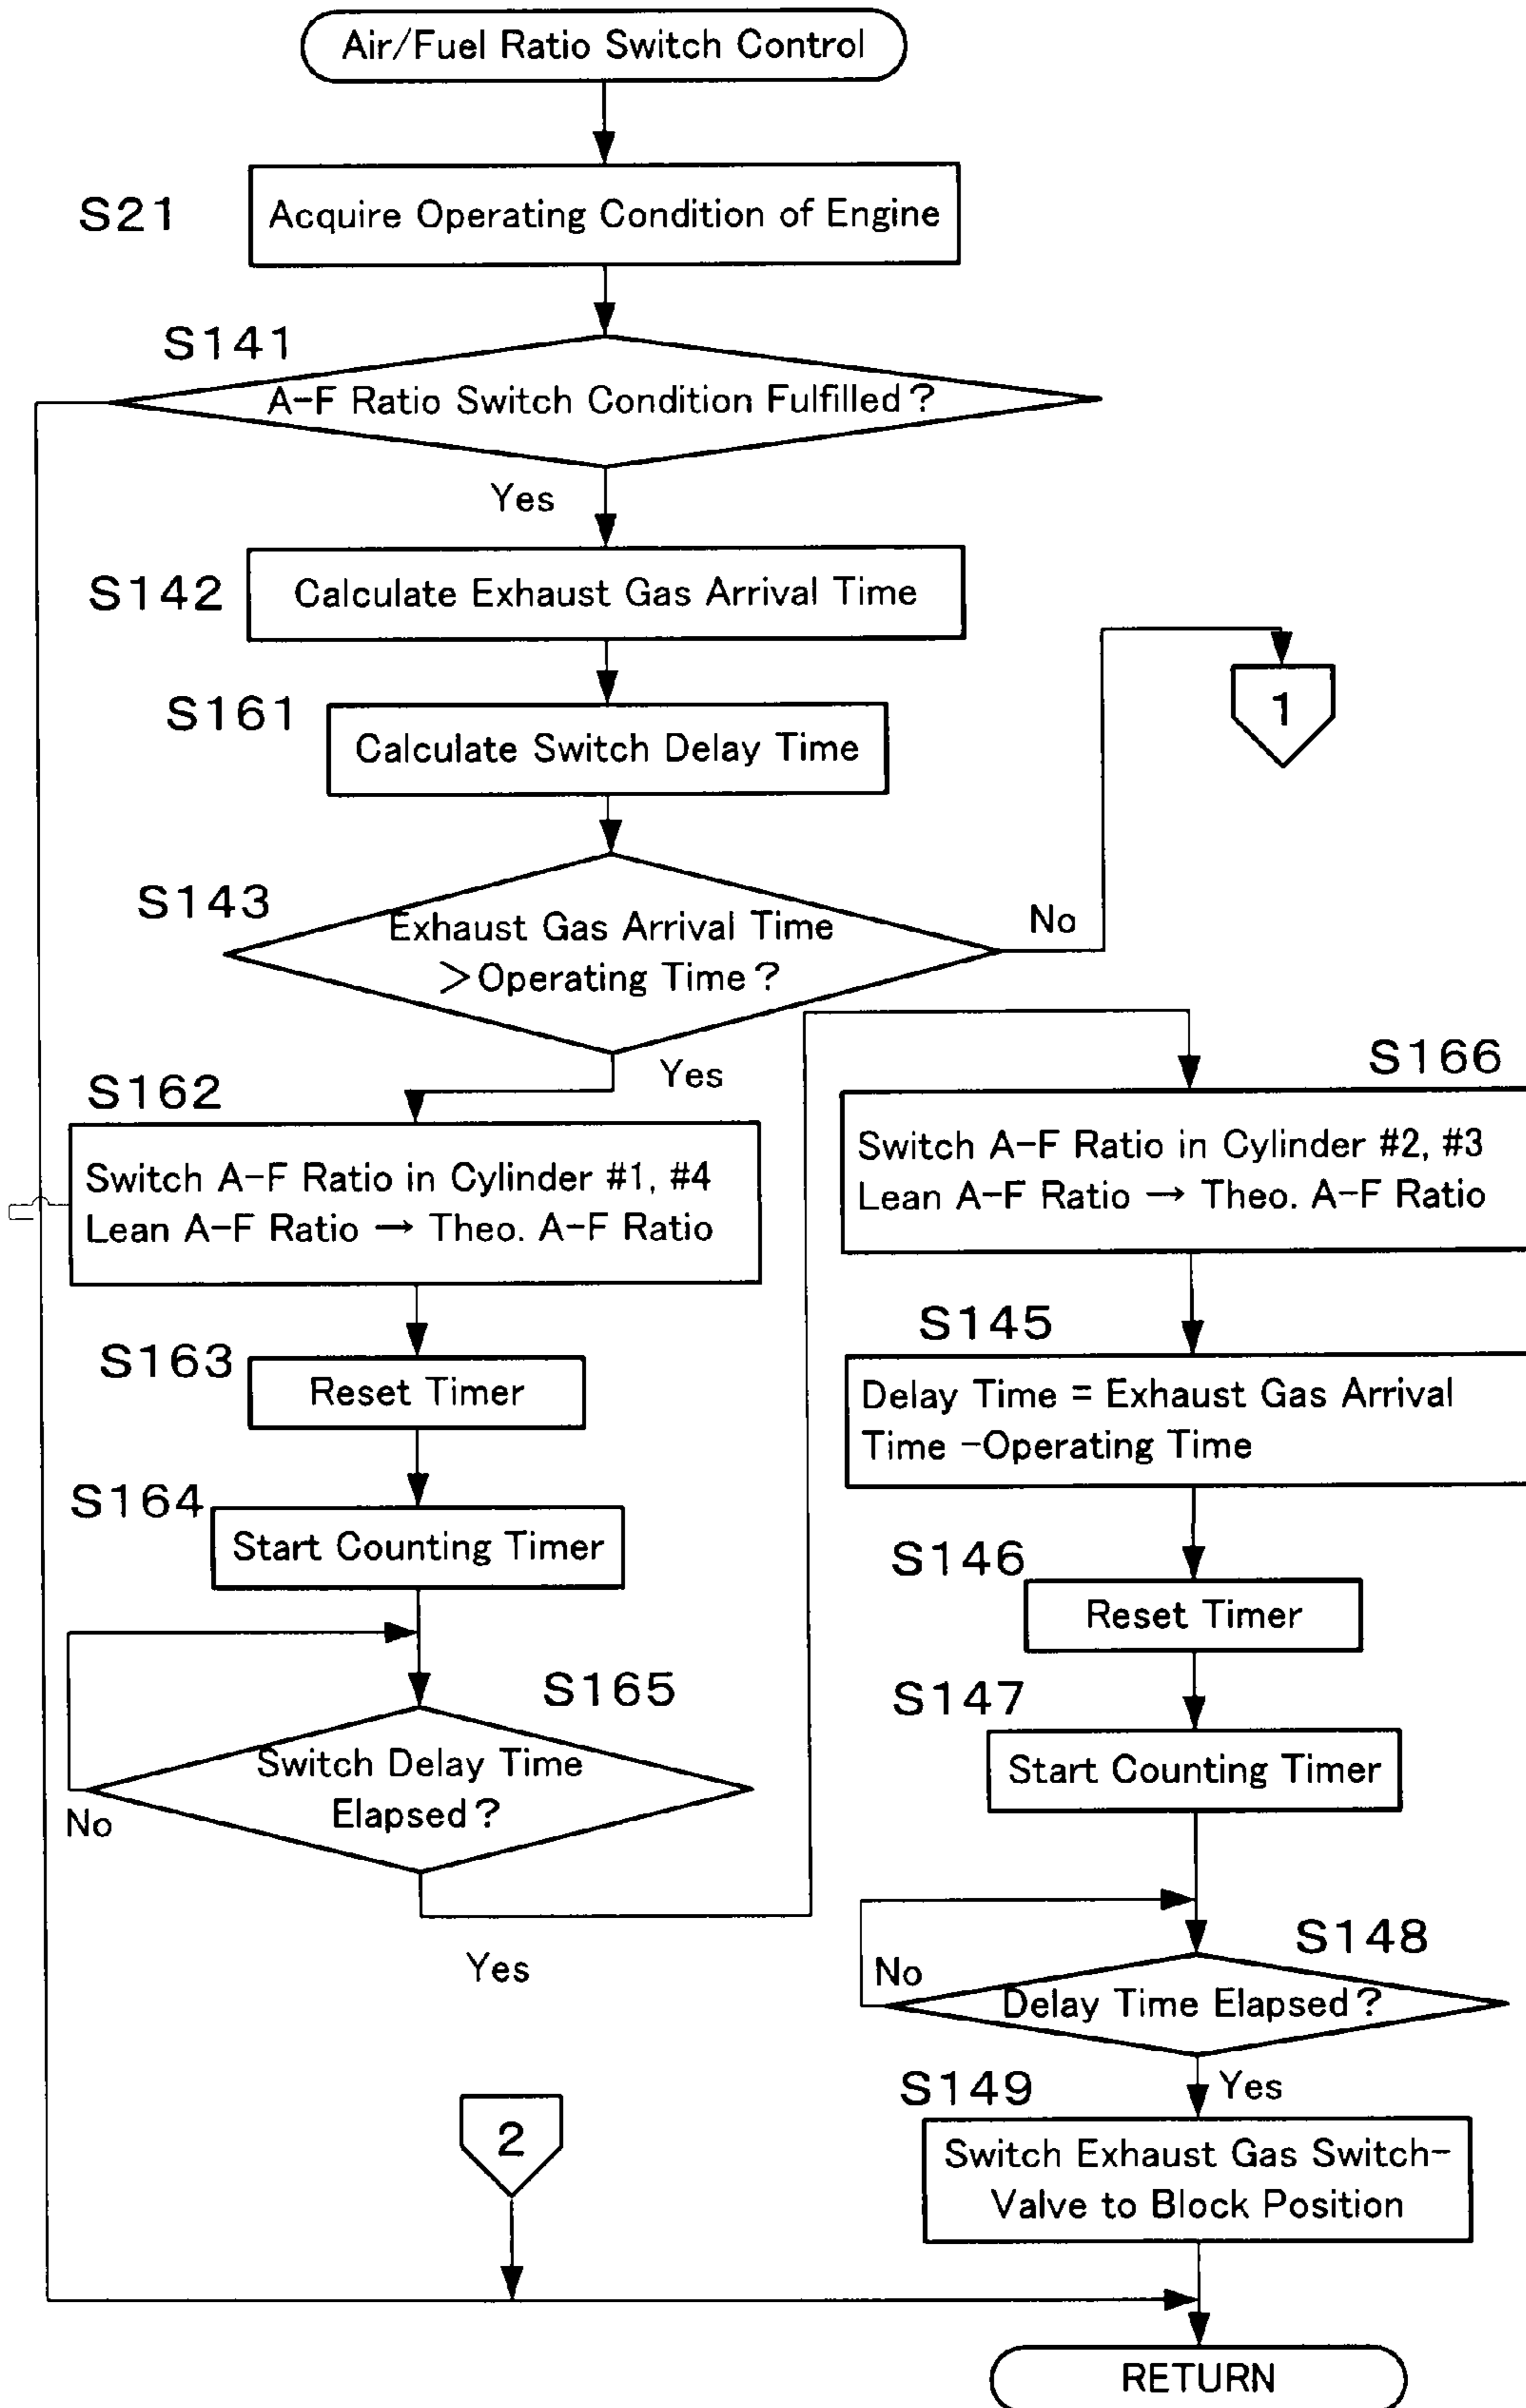 Air/Fuel Ratio Switch Control
S21
Acquire Operating Condition of Engine
S141
A-F Ratio Switch Condition Fulfilled?
Yes
S142
Calculate Exhaust Gas Arrival Time
S161
Calculate Switch Delay Time
1
S143
Exhaust Gas Arrival Time
>Operating Time?
No
Yes
S162
Switch A-F Ratio in Cylinder #1, #4
Lean A-F Ratio → Theo. A-F Ratio
S163
Reset Timer
S164
Start Counting Timer
S165
Switch Delay Time
Elapsed?
No
Yes
S166
Switch A-F Ratio in Cylinder #2, #3
Lean A-F Ratio → Theo. A-F Ratio
S145
Delay Time = Exhaust Gas Arrival
Time -Operating Time
S146
Reset Timer
S147
Start Counting Timer
S148
No
Delay Time Elapsed?
Yes
S149
Switch Exhaust Gas Switch-
Valve to Block Position
2
RETURN